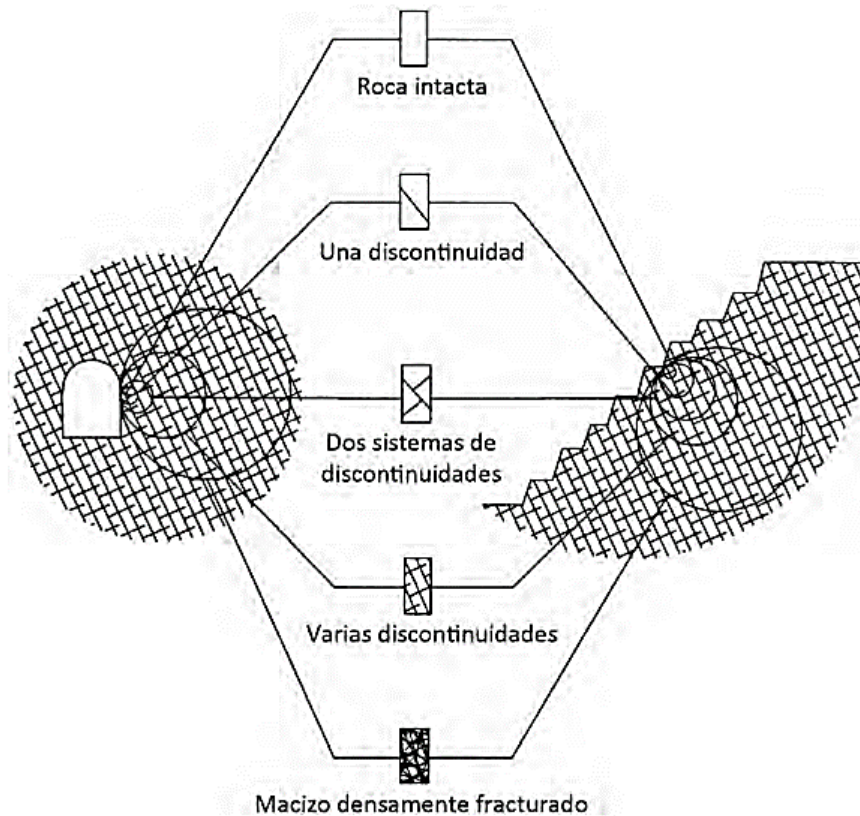 Roca intacta
Una discontinuidad
Dos sistemas de
discontinuidades
Varias discontinuidades
Macizo densamente fracturado